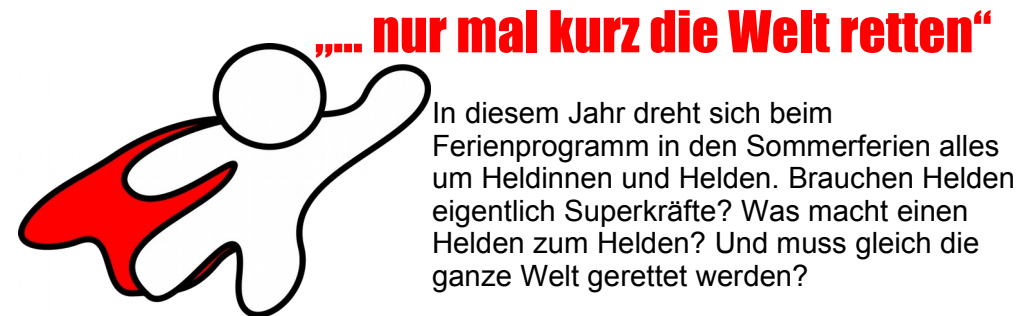 „... nur mal kurz die Welt retten“
In diesem Jahr dreht sich beim
Ferienprogramm in den Sommerferien alles
um Heldinnen und Helden. Brauchen Helden
eigentlich Superkräfte? Was macht einen
Helden zum Helden? Und muss gleich die
ganze Welt gerettet werden?